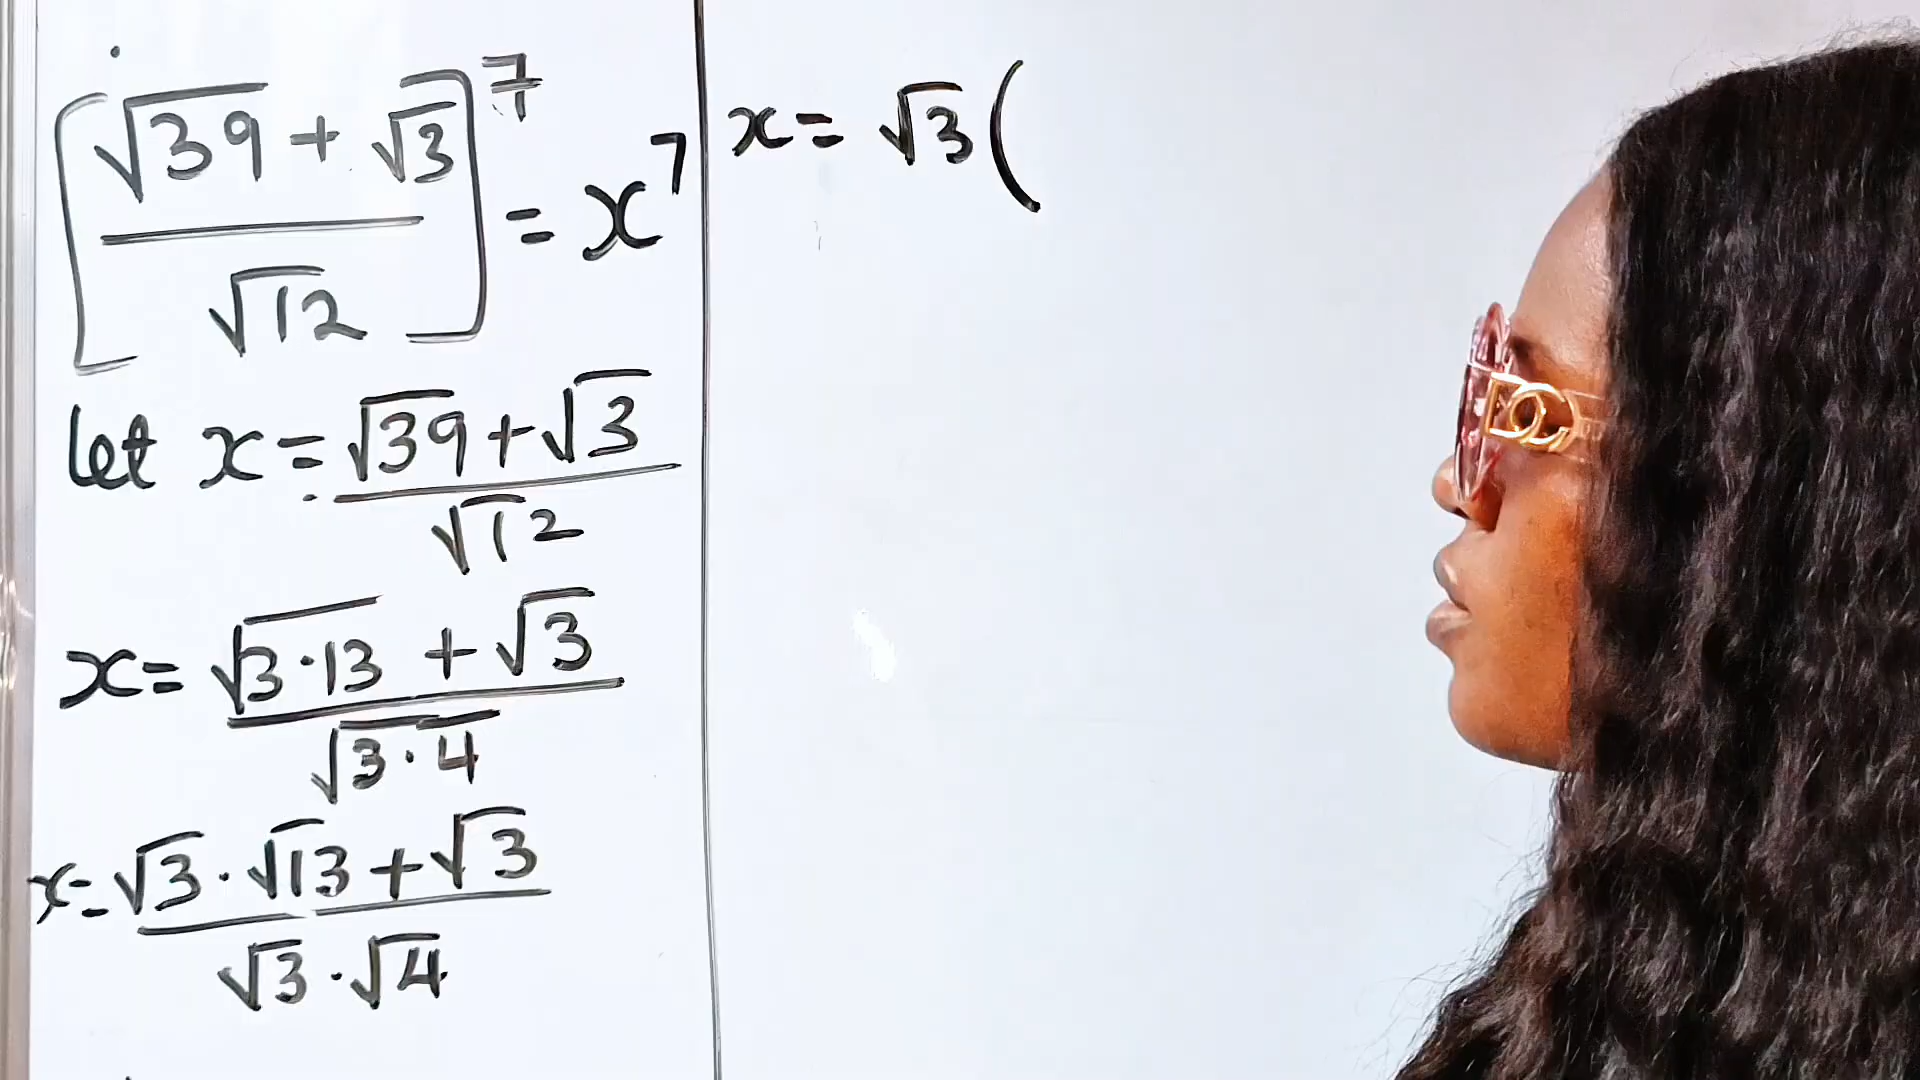 [(√39 + √3)/√12]^7 = x^7
let x = (√39 + √3)/√12
x = (√(3·13) + √3)/√(3·4)
x = (√3 · √13 + √3)/(√3 · √4)
x = √3 (
DG